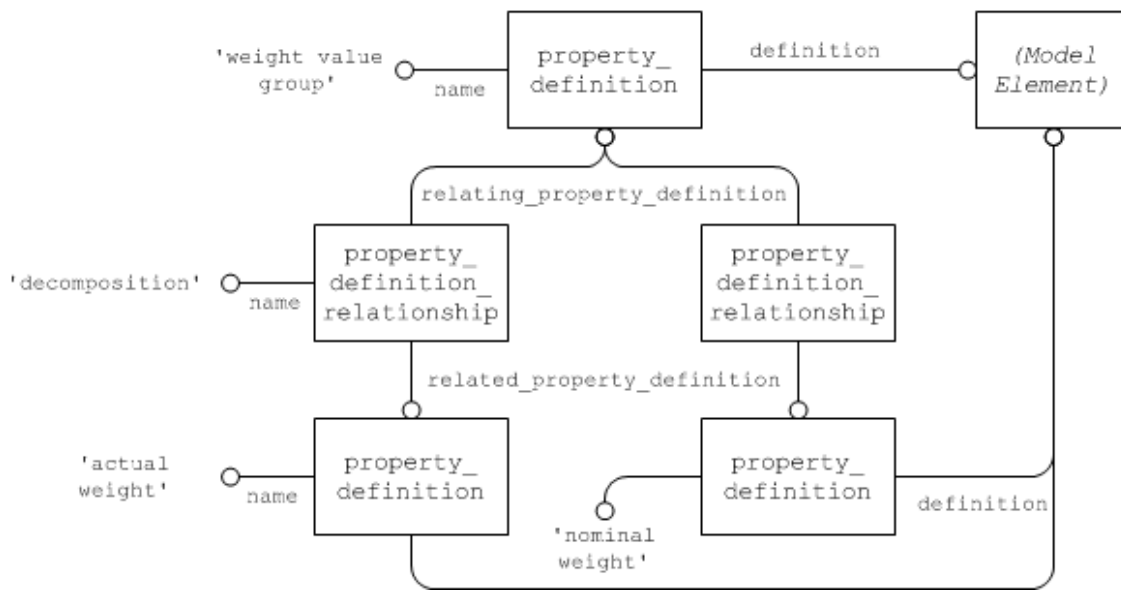 'weight value
group'
name
property_
definition
definition
(Model
Element)
relating_property_definition
'decomposition'
name
property_
definition_
relationship
property_
definition_
relationship
related_property_definition
'actual
weight'
name
property_
definition
'nominal
weight'
property_
definition
definition